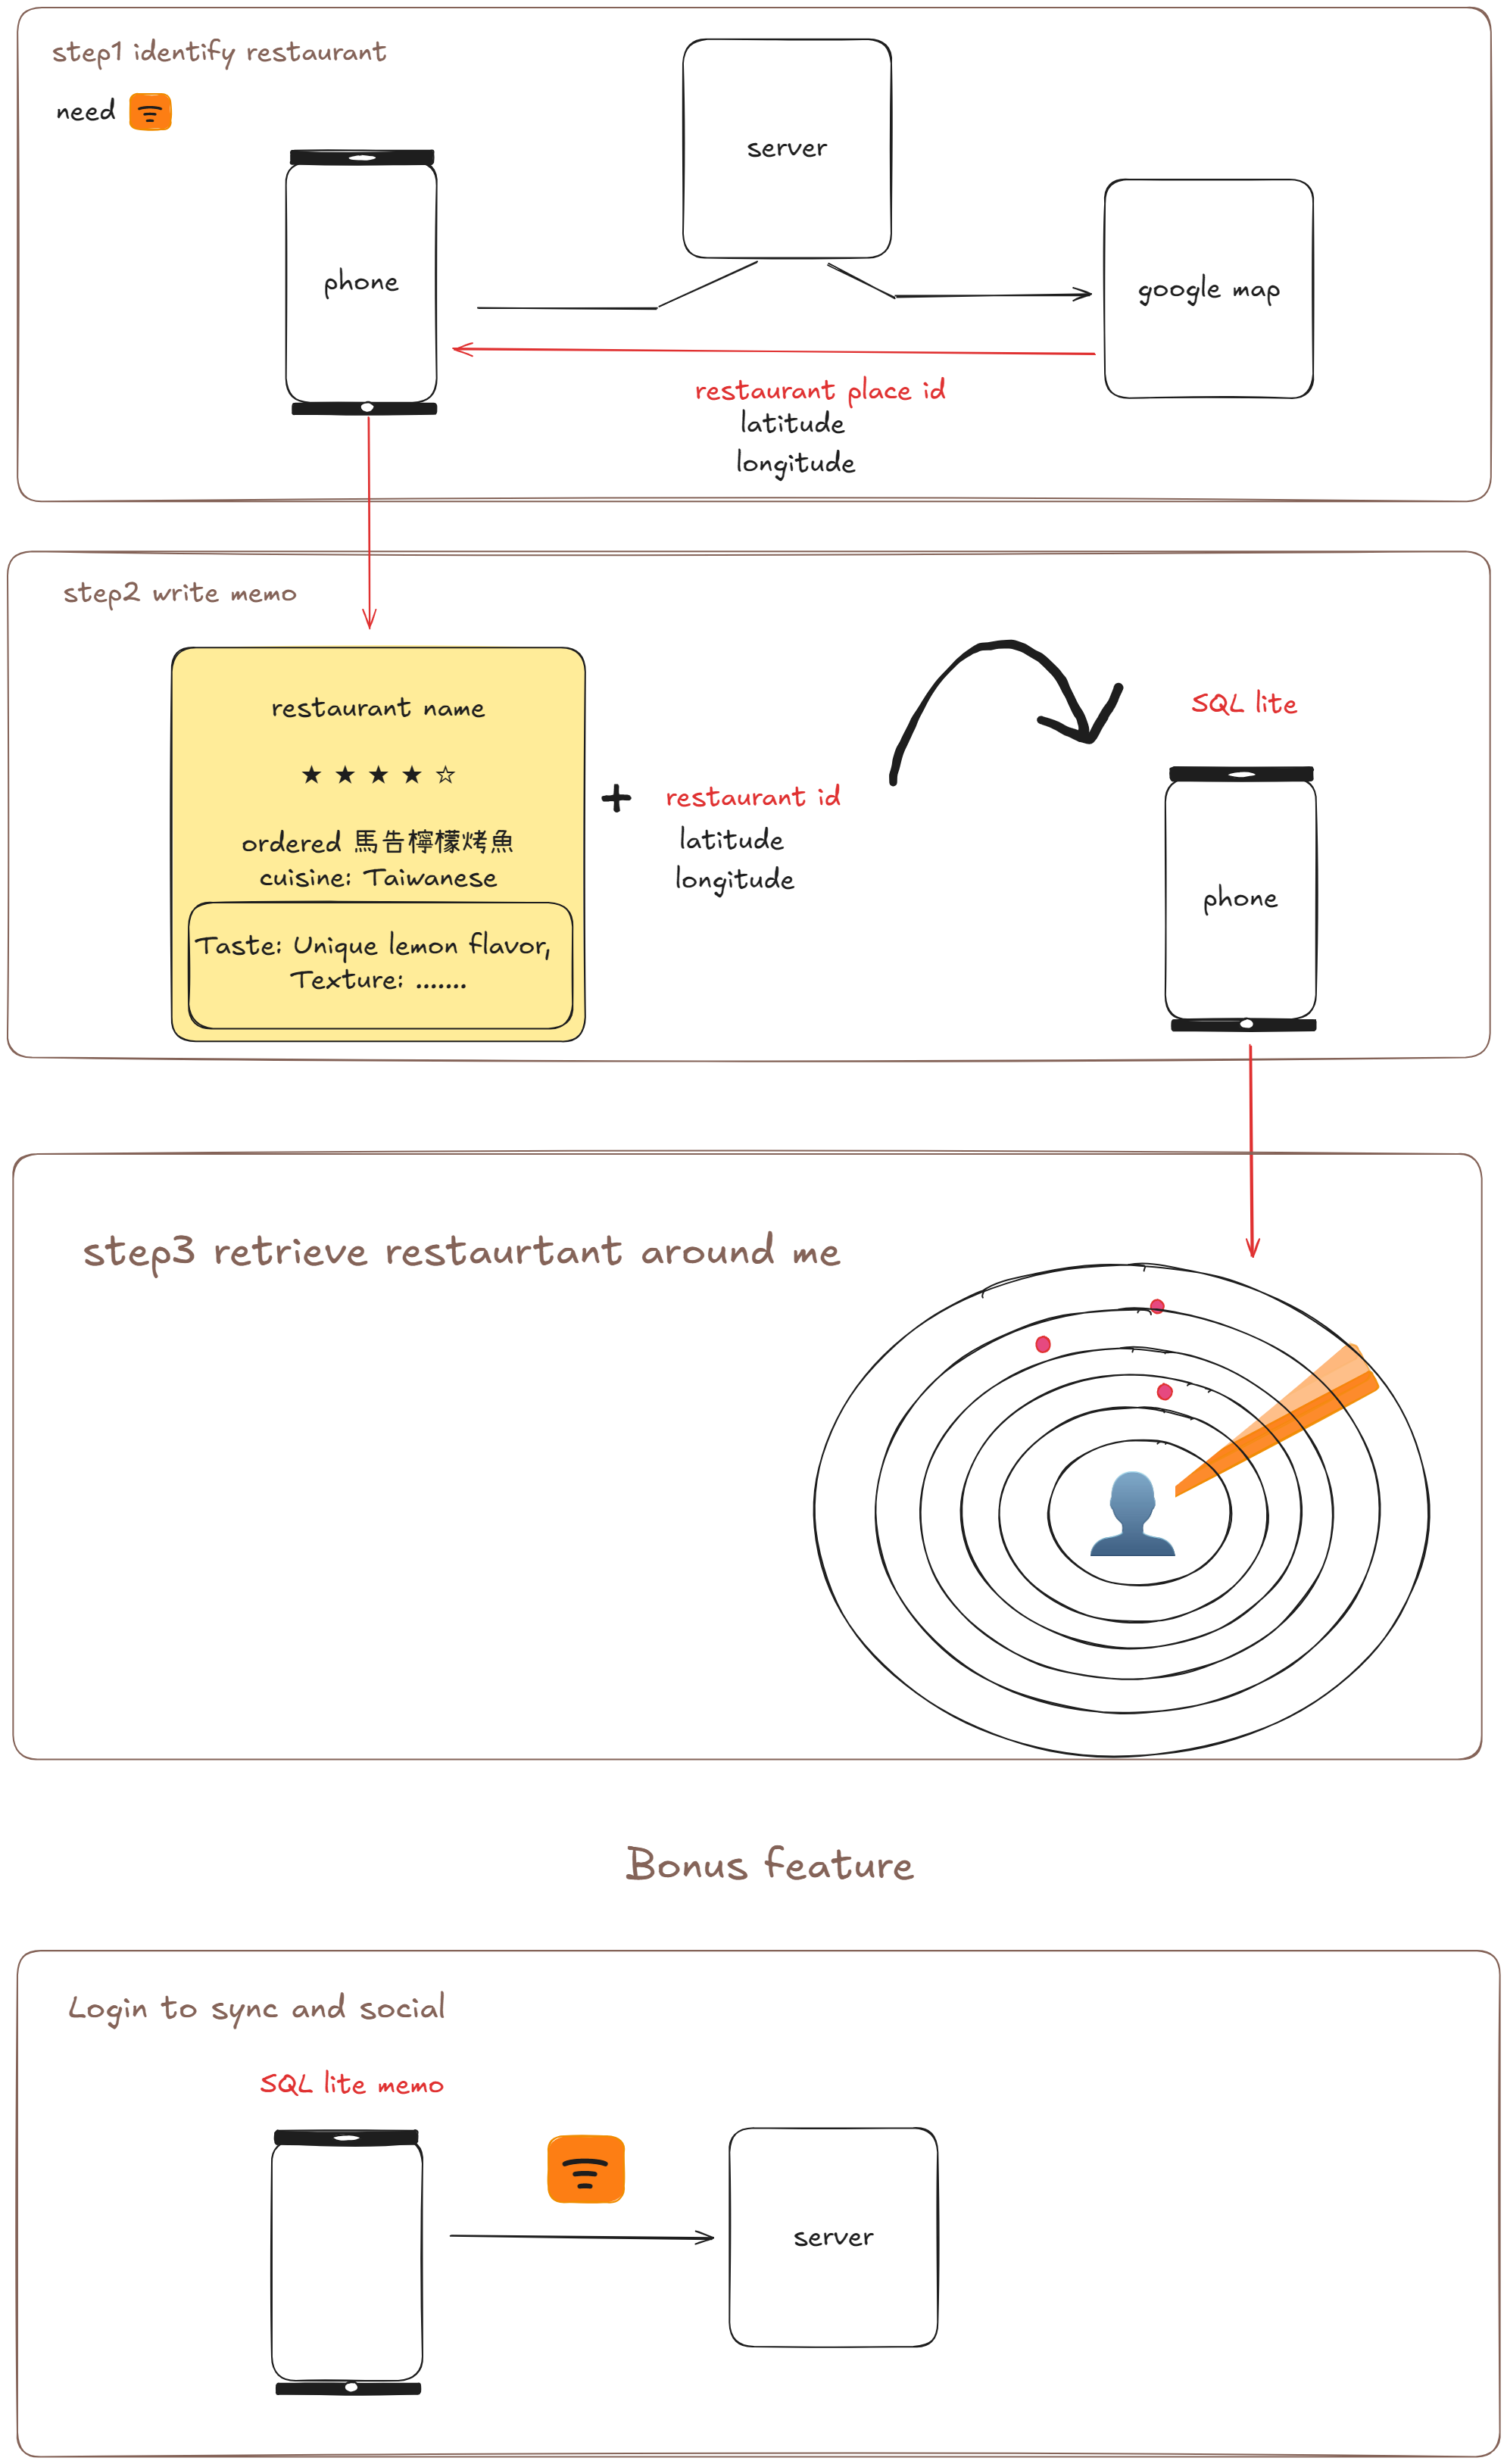 step1 identify restaurant
need
server
phone
google map
restaurant place id
latitude
longitude
step2 write memo
restaurant name
★ ★ ★ ★ ☆
ordered 馬告檸檬烤魚
cuisine: Taiwanese
Taste: Unique lemon flavor,
Texture: .......
+
restaurant id
latitude
longitude
SQL lite
phone
step3 retrieve restaurtant around me
Bonus feature
Login to sync and social
SQL lite memo
server